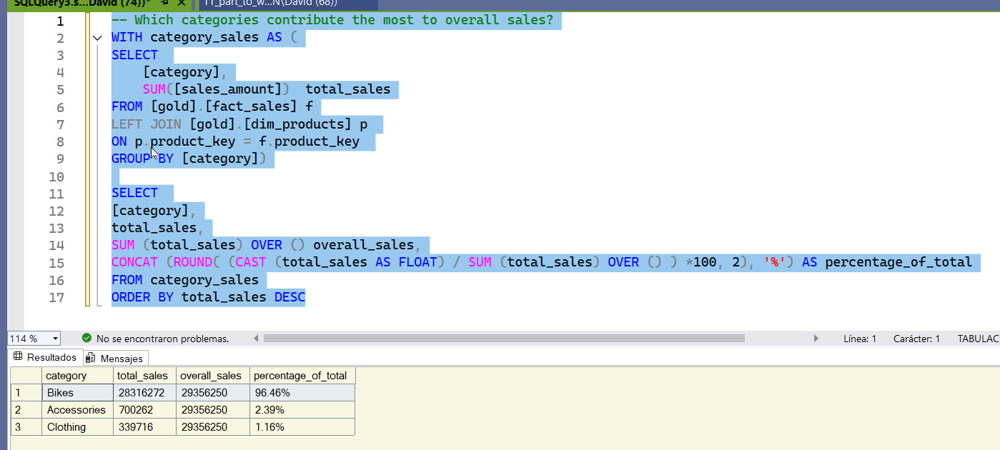 SQLQuery3.s...David (74))* 11_part_to_w...N\David (68))
1 -- Which categories contribute the most to overall sales?
2 WITH category_sales AS (
3 SELECT
4 [category],
5 SUM([sales_amount]) total_sales
6 FROM [gold].[fact_sales] f
7 LEFT JOIN [gold].[dim_products] p
8 ON p.product_key = f.product_key
9 GROUP BY [category])
10
11 SELECT
12 [category],
13 total_sales,
14 SUM (total_sales) OVER () overall_sales,
15 CONCAT (ROUND( (CAST (total_sales AS FLOAT) / SUM (total_sales) OVER () ) *100, 2), '%') AS percentage_of_total
16 FROM category_sales
17 ORDER BY total_sales DESC
114 % No se encontraron problemas. Línea: 1 Carácter: 1 TABULAC
Resultados Mensajes
category total_sales overall_sales percentage_of_total
1 Bikes 28316272 29356250 96.46%
2 Accessories 700262 29356250 2.39%
3 Clothing 339716 29356250 1.16%